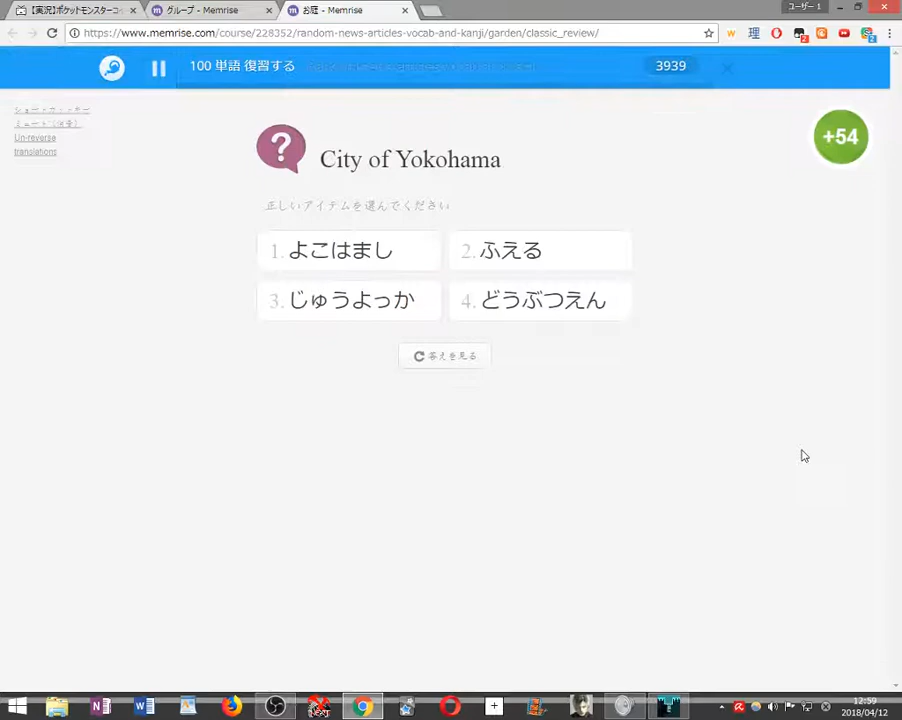 【実況】ポケットモンスターコ
グループ - Memrise
お庭 - Memrise
ユーザー 1
https://www.memrise.com/course/228352/random-news-articles-vocab-and-kanji/garden/classic_review/
100 単語 復習する
3939
Un-reverse
translations
+54
? City of Yokohama
正しいアイテムを選んでください
1. よこはまし
2. ふえる
3. じゅうよっか
4. どうぶつえん
答えを見る
12:59
2018/04/12